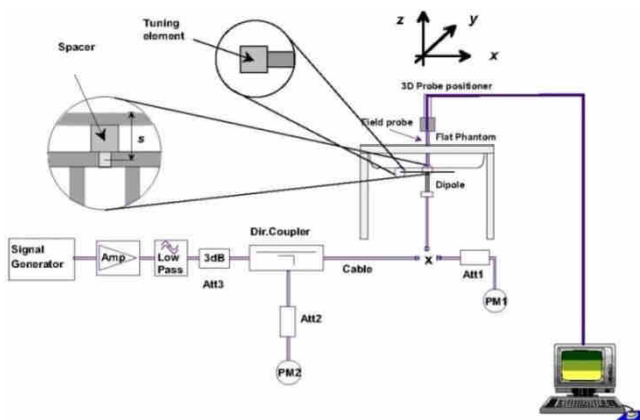 Tuning
element
Spacer
s
z
y
x
3D Probe positioner
Field probe
Flat Phantom
Dipole
Signal
Generator
Amp
Low
Pass
3dB
Att3
Dir.Coupler
Cable
x
Att1
PM1
Att2
PM2